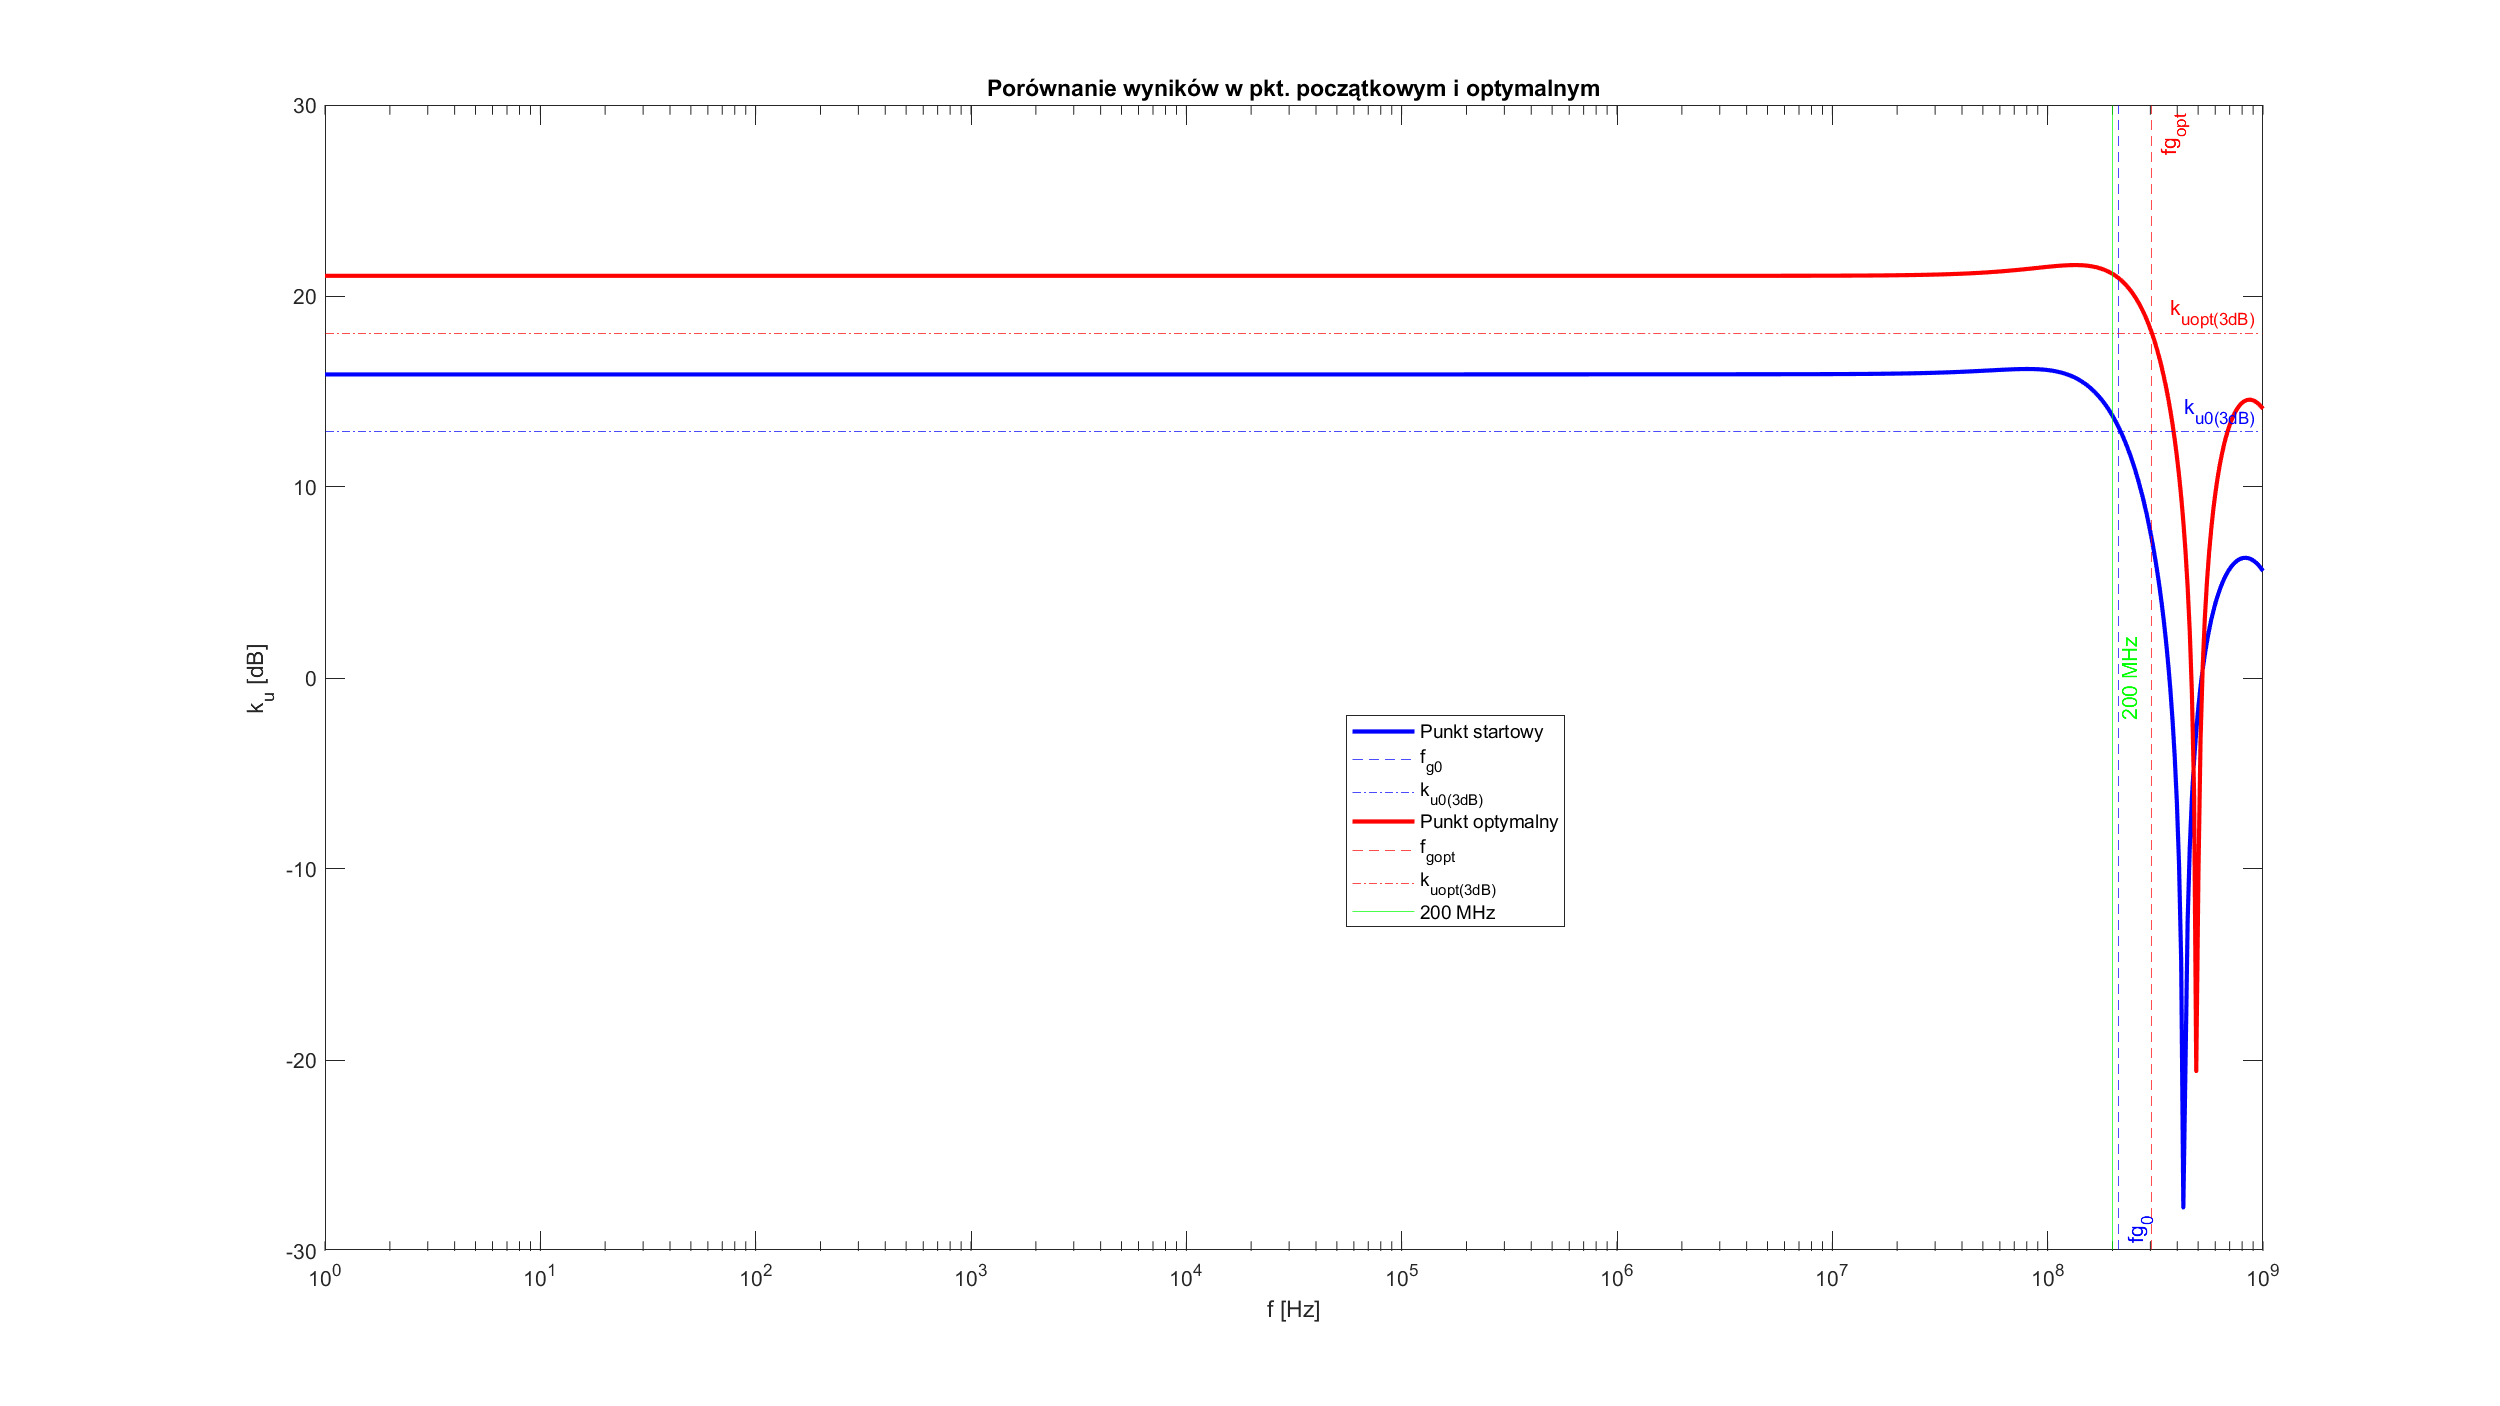 Porównanie wyników w pkt. początkowym i optymalnym
30
20
10
0
-10
-20
-30
k_u [dB]
fg_opt
k_uopt(3dB)
k_u0(3dB)
200 MHz
fg_0
Punkt startowy
f_g0
k_u0(3dB)
Punkt optymalny
f_gopt
k_uopt(3dB)
200 MHz
10^0 10^1 10^2 10^3 10^4 10^5 10^6 10^7 10^8 10^9
f [Hz]